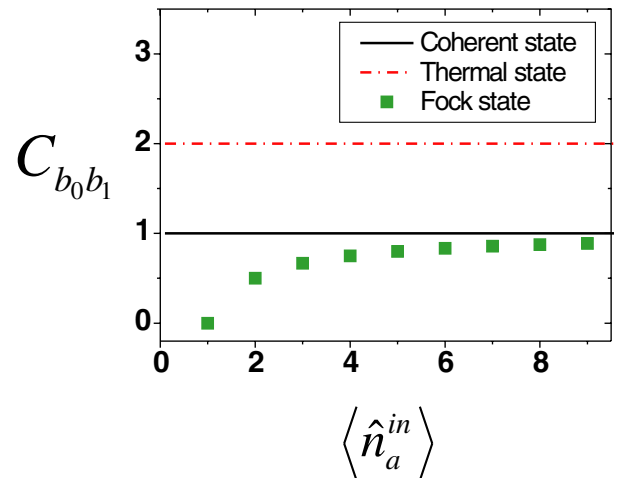 Coherent state
Thermal state
Fock state
3
2
1
0
C_{b_0 b_1}
0 2 4 6 8
⟨n̂_a^{in}⟩